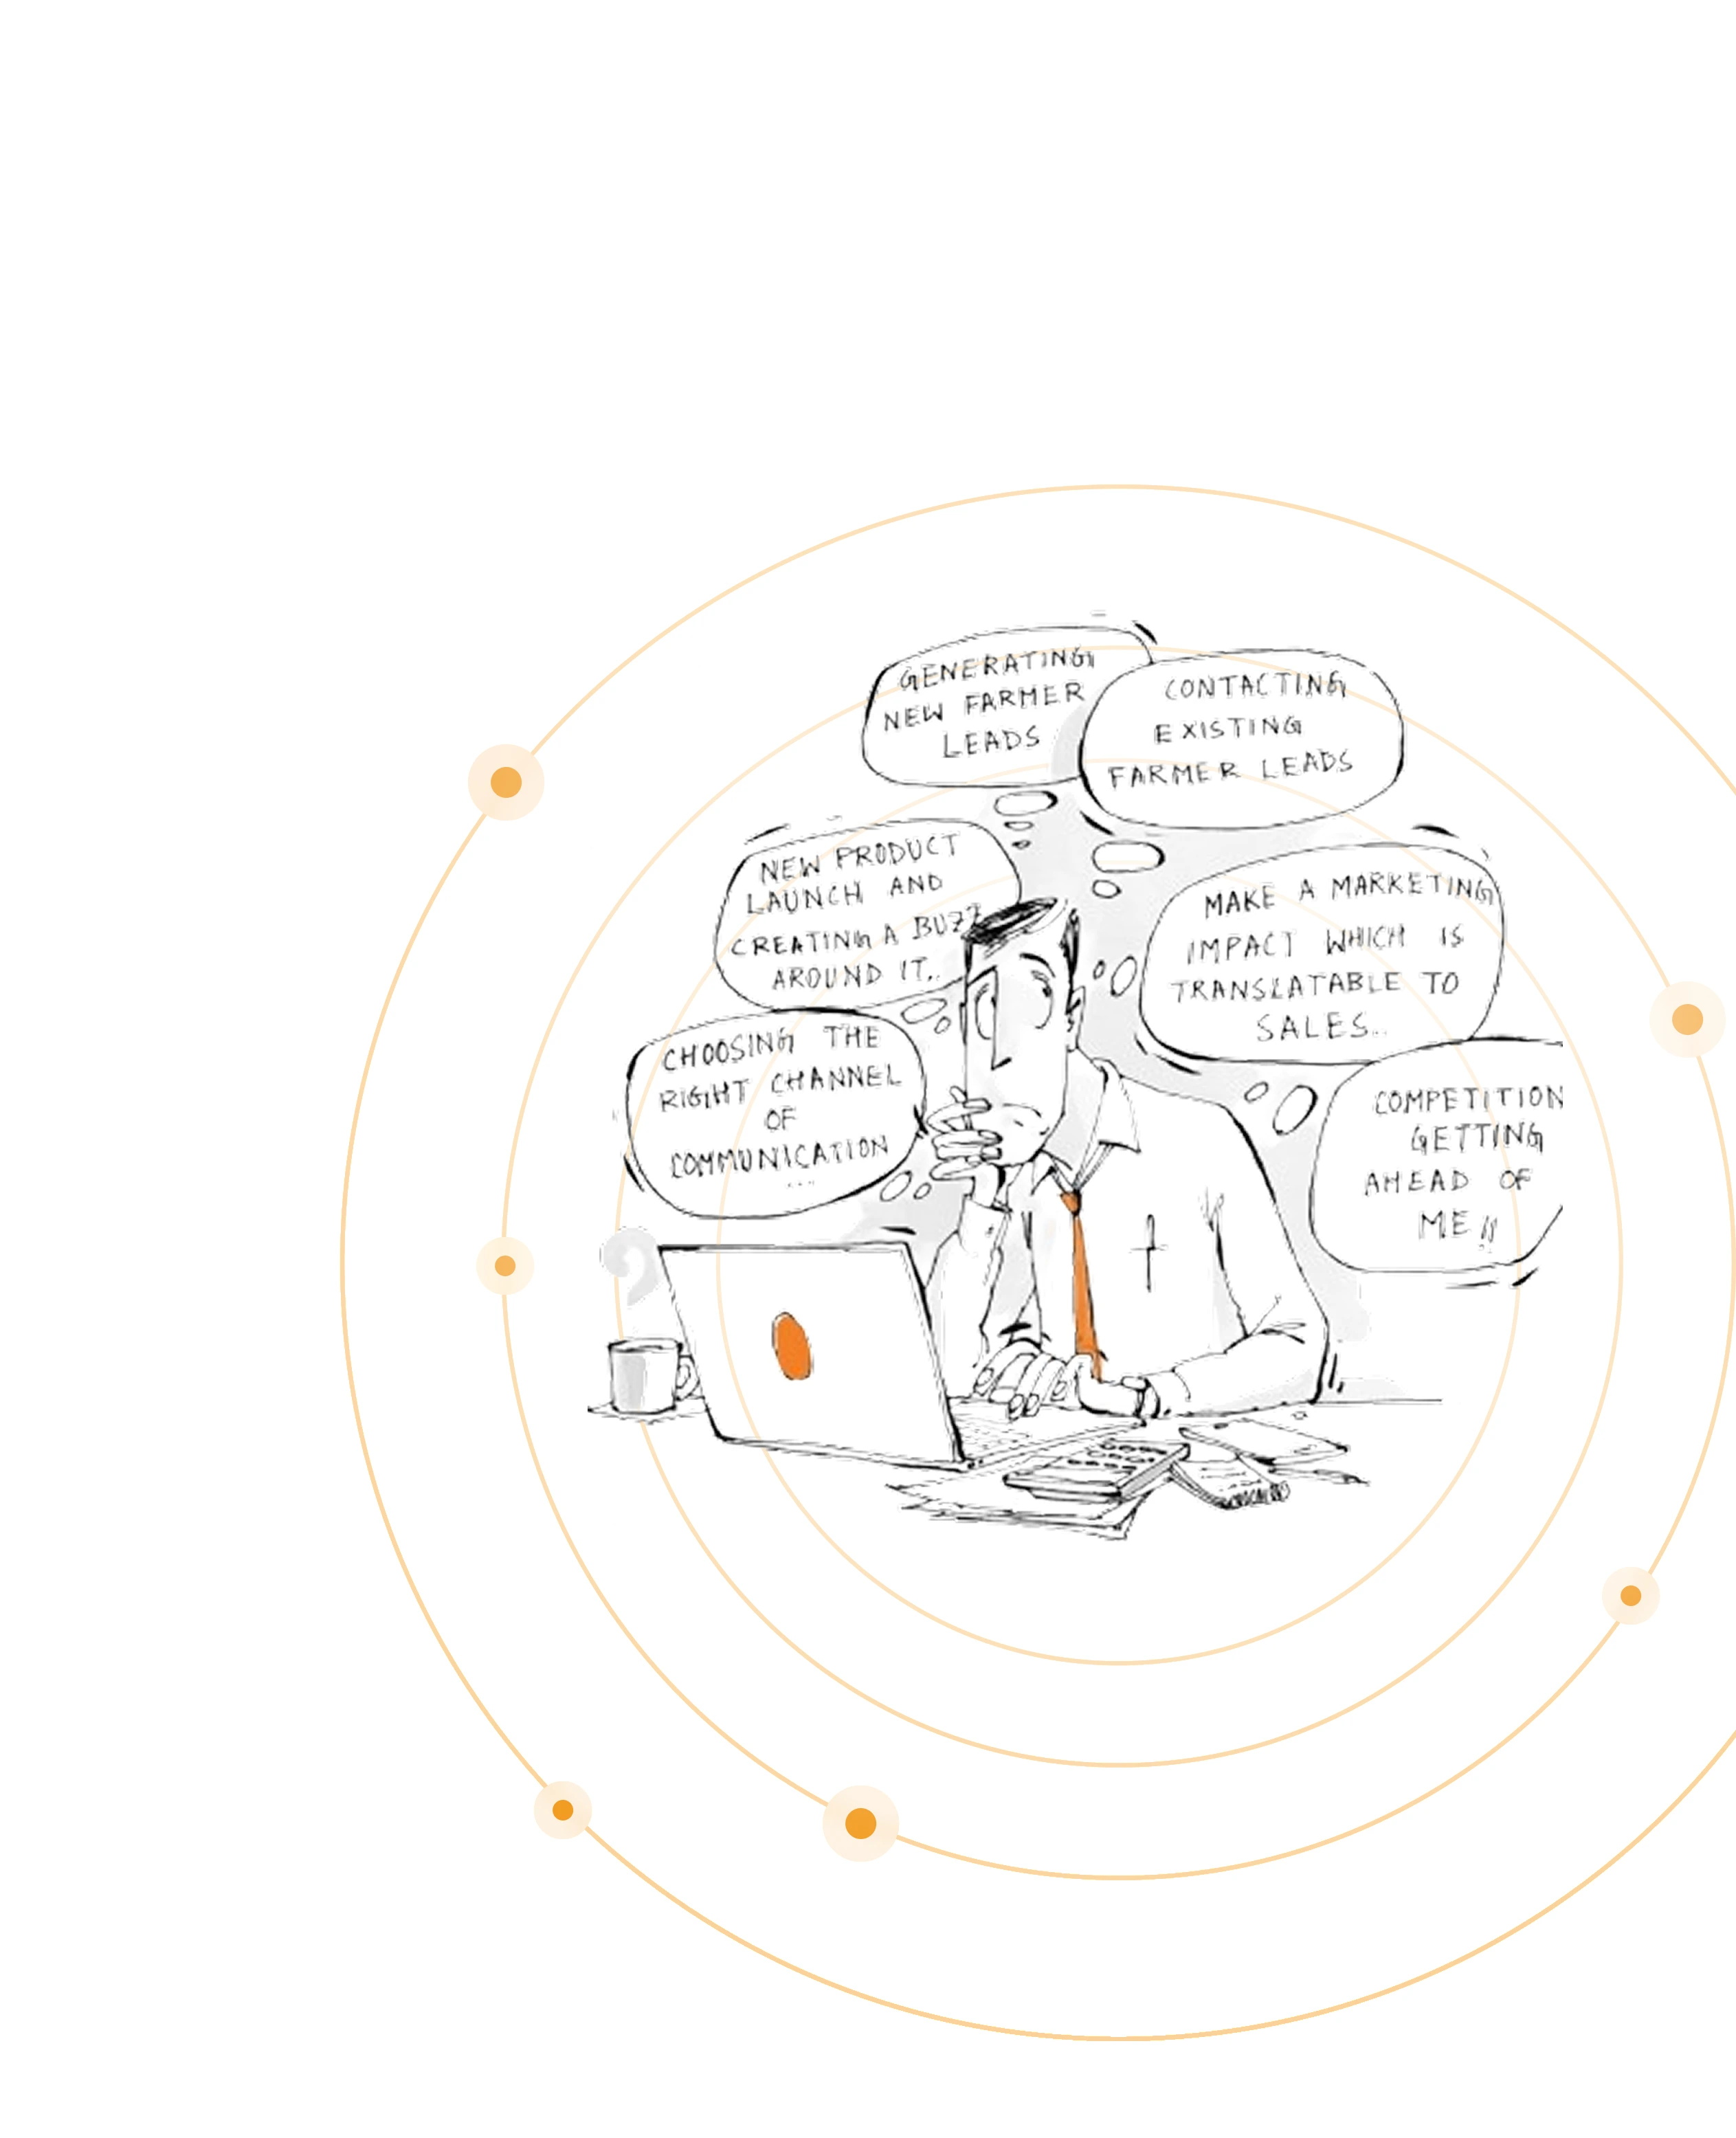 GENERATING
NEW FARMER
LEADS
CONTACTING
EXISTING
FARMER LEADS
NEW PRODUCT
LAUNCH AND
CREATING A BUZZ
AROUND IT..
MAKE A MARKETING
IMPACT WHICH IS
TRANSLATABLE TO
SALES..
CHOOSING THE
RIGHT CHANNEL
OF
COMMUNICATION
....
COMPETITION
GETTING
AHEAD OF
ME !!